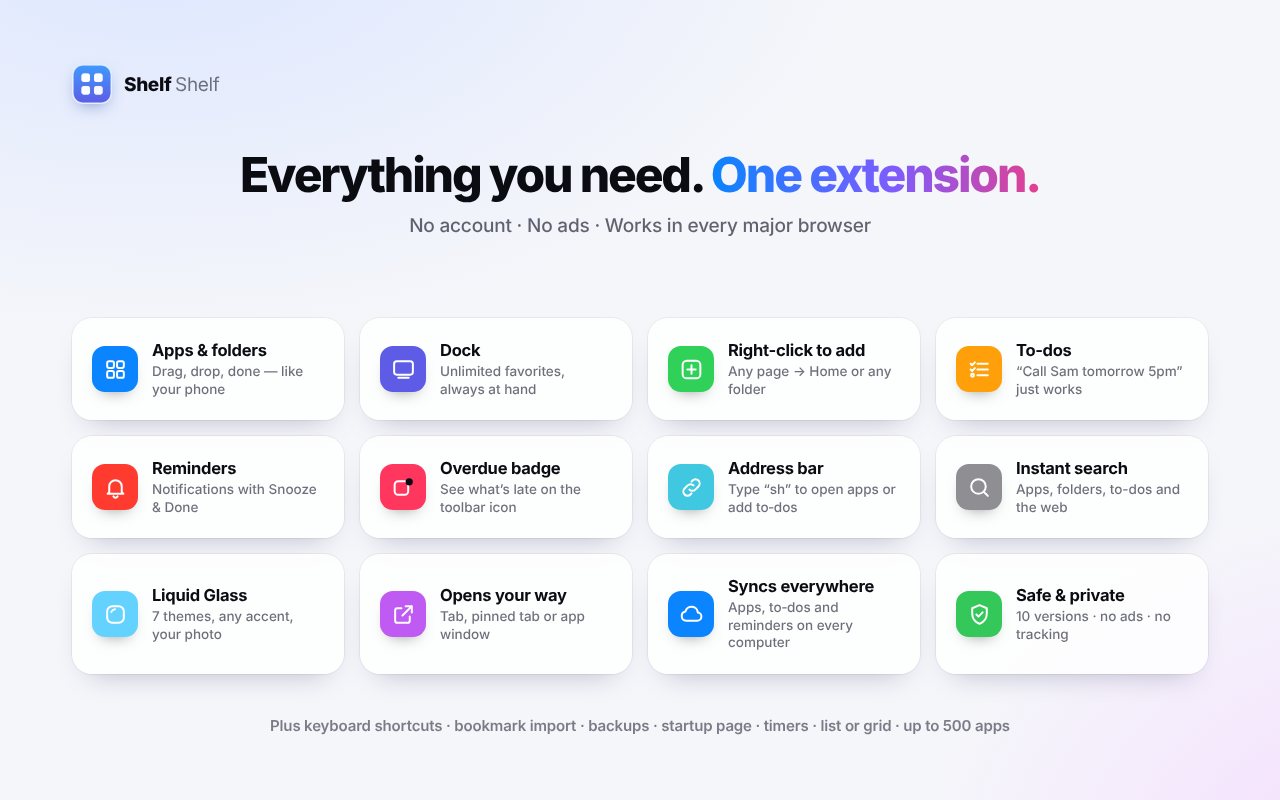 Shelf Shelf
Everything you need. One extension.
No account · No ads · Works in every major browser
Apps & folders
Drag, drop, done — like
your phone
Dock
Unlimited favorites,
always at hand
Right-click to add
Any page → Home or any
folder
To-dos
“Call Sam tomorrow 5pm”
just works
Reminders
Notifications with Snooze
& Done
Overdue badge
See what’s late on the
toolbar icon
Address bar
Type “sh” to open apps or
add to-dos
Instant search
Apps, folders, to-dos and
the web
Liquid Glass
7 themes, any accent,
your photo
Opens your way
Tab, pinned tab or app
window
Syncs everywhere
Apps, to-dos and
reminders on every
computer
Safe & private
10 versions · no ads · no
tracking
Plus keyboard shortcuts · bookmark import · backups · startup page · timers · list or grid · up to 500 apps